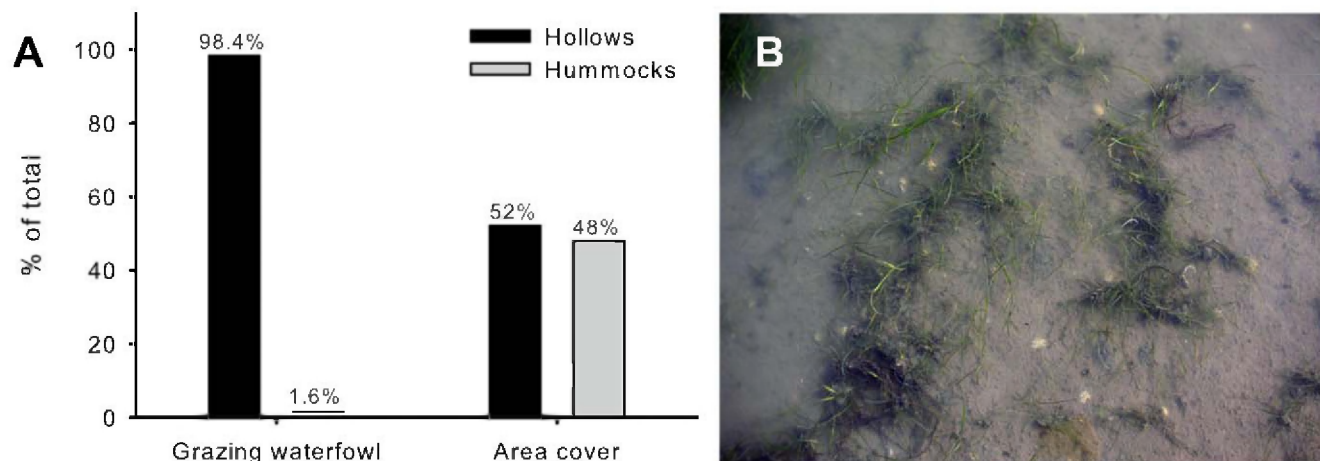 A
% of total
100
80
60
40
20
0
98.4%
1.6%
52%
48%
Hollows
Hummocks
Grazing waterfowl
Area cover
B